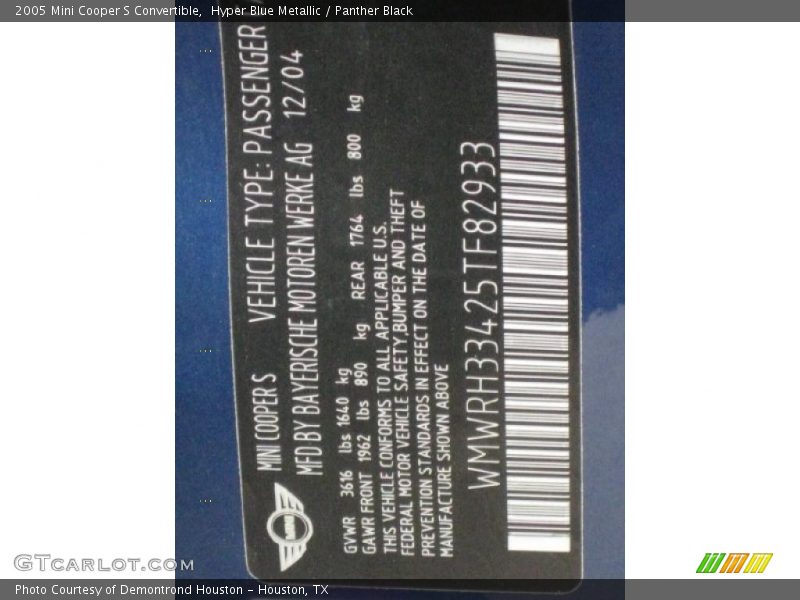 2005 Mini Cooper S Convertible,  Hyper Blue Metallic / Panther Black
MINI COOPER S VEHICLE TYPE: PASSENGER
MFD BY BAYERISCHE MOTOREN WERKE AG 12/04
GVWR 3616 lbs 1640 kg
GAWR FRONT 1962 lbs 890 kg REAR 1764 lbs 800 kg
THIS VEHICLE CONFORMS TO ALL APPLICABLE U.S.
FEDERAL MOTOR VEHICLE SAFETY,BUMPER AND THEFT
PREVENTION STANDARDS IN EFFECT ON THE DATE OF
MANUFACTURE SHOWN ABOVE
WMWRH33425TF82933
GTCARLOT.COM
Photo Courtesy of Demontrond Houston - Houston, TX